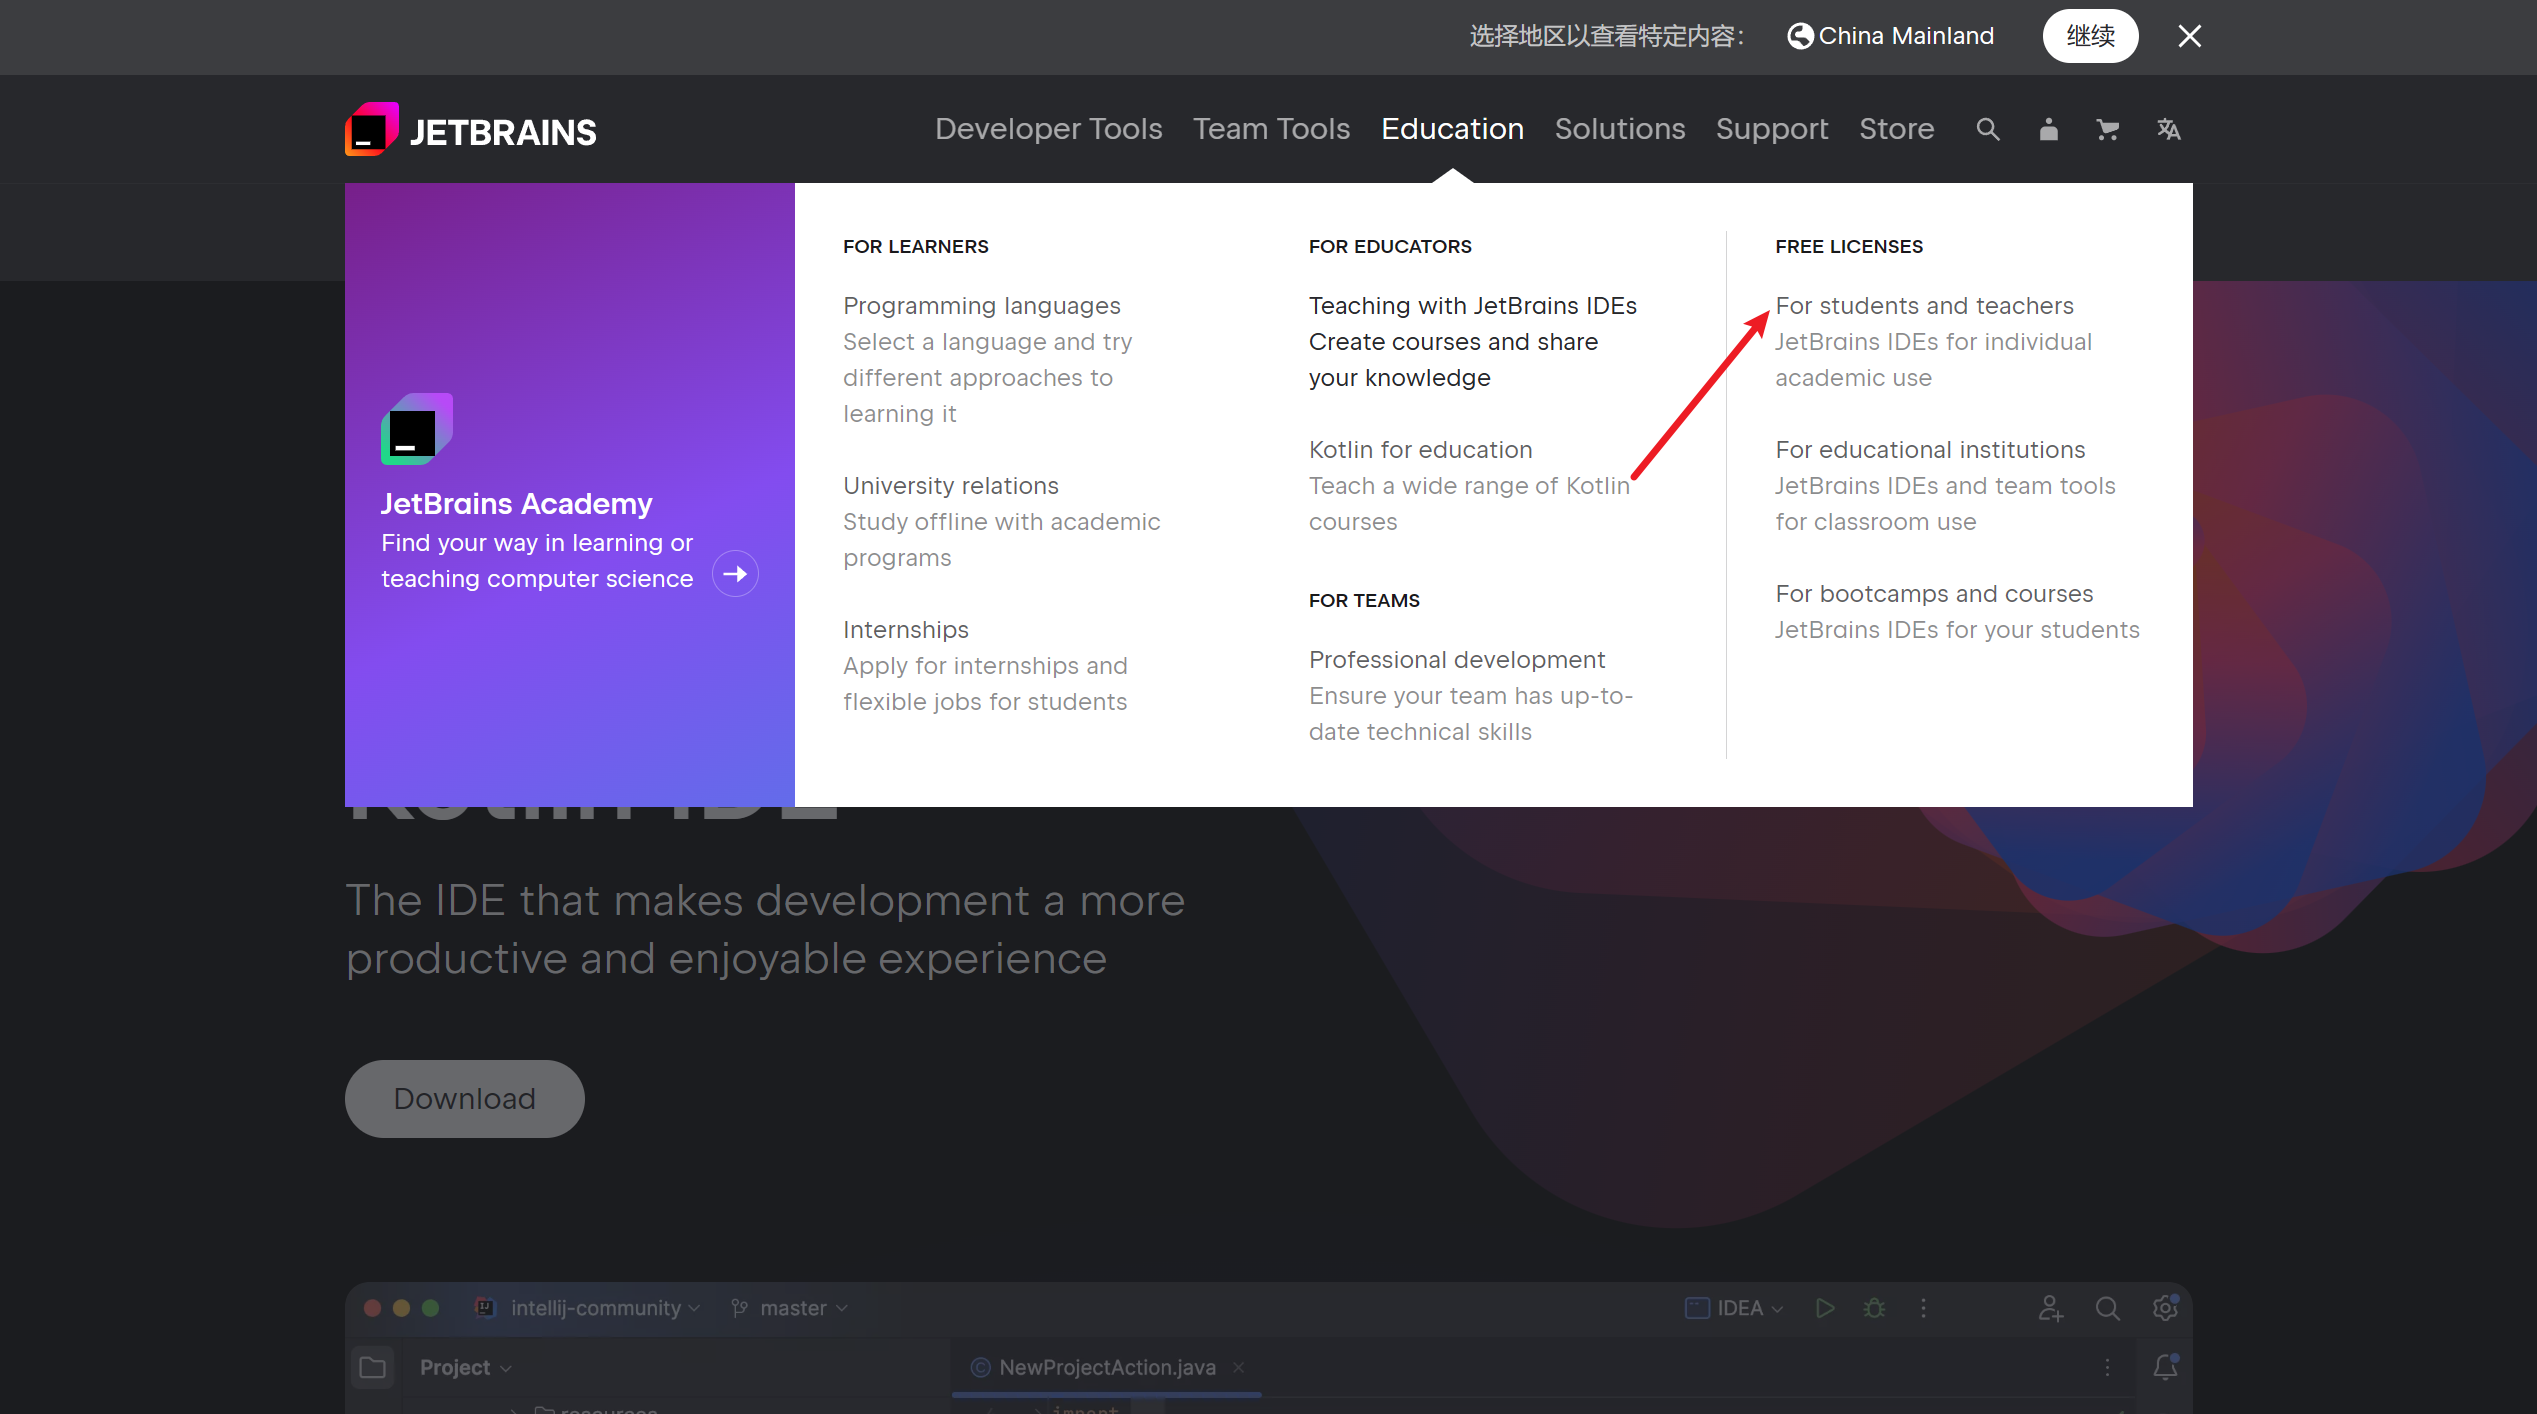 选择地区以查看特定内容：
China Mainland
继续
JETBRAINS
Developer Tools
Team Tools
Education
Solutions
Support
Store
JetBrains Academy
Find your way in learning or
teaching computer science
FOR LEARNERS
Programming languages
Select a language and try
different approaches to
learning it
University relations
Study offline with academic
programs
Internships
Apply for internships and
flexible jobs for students
FOR EDUCATORS
Teaching with JetBrains IDEs
Create courses and share
your knowledge
Kotlin for education
Teach a wide range of Kotlin
courses
FOR TEAMS
Professional development
Ensure your team has up-to-
date technical skills
FREE LICENSES
For students and teachers
JetBrains IDEs for individual
academic use
For educational institutions
JetBrains IDEs and team tools
for classroom use
For bootcamps and courses
JetBrains IDEs for your students
Kotlin IDE
The IDE that makes development a more
productive and enjoyable experience
Download
intellij-community
master
IDEA
Project
NewProjectAction.java
resources
import